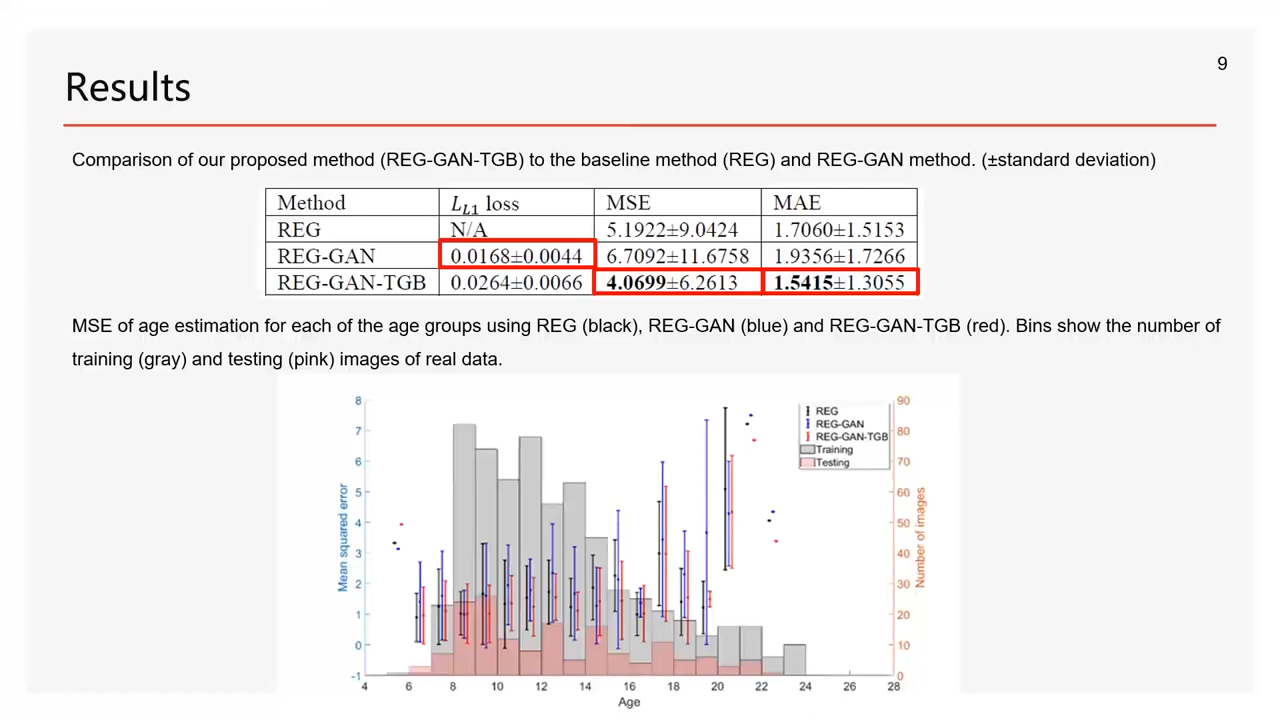 9
Results
Comparison of our proposed method (REG-GAN-TGB) to the baseline method (REG) and REG-GAN method. (±standard deviation)
Method L_L1 loss MSE MAE
REG N/A 5.1922±9.0424 1.7060±1.5153
REG-GAN 0.0168±0.0044 6.7092±11.6758 1.9356±1.7266
REG-GAN-TGB 0.0264±0.0066 4.0699±6.2613 1.5415±1.3055
MSE of age estimation for each of the age groups using REG (black), REG-GAN (blue) and REG-GAN-TGB (red). Bins show the number of
training (gray) and testing (pink) images of real data.
Mean squared error
8
7
6
5
4
3
2
1
0
-1
REG
REG-GAN
REG-GAN-TGB
Training
Testing
90
80
70
60
50
40
30
20
10
0
Number of images
4 6 8 10 12 14 16 18 20 22 24 26 28
Age